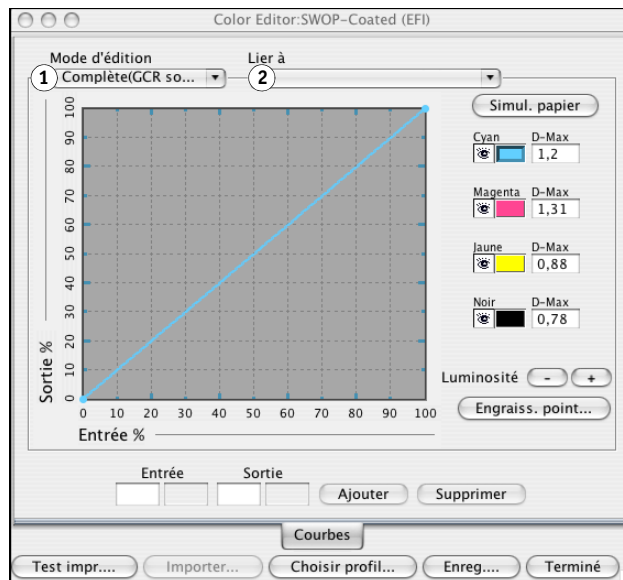 Color Editor:SWOP-Coated (EFI)
Mode d'édition
Lier à
1 Complète(GCR so...
2
Simul. papier
Cyan D-Max
1,2
Magenta D-Max
1,31
Jaune D-Max
0,88
Noir D-Max
0,78
Luminosité - +
Engraiss. point...
Sortie %
100
90
80
70
60
50
40
30
20
10
0
0 10 20 30 40 50 60 70 80 90 100
Entrée %
Entrée Sortie
Ajouter Supprimer
Courbes
Test impr.... Importer... Choisir profil... Enreg.... Terminé